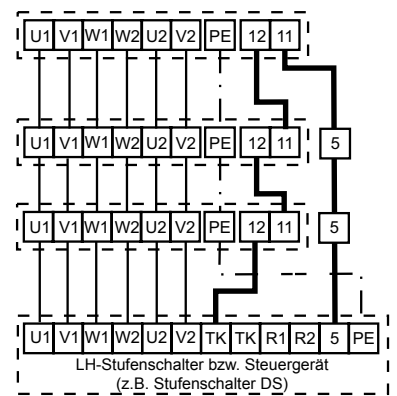 U1 V1 W1 W2 U2 V2 PE 12 11
U1 V1 W1 W2 U2 V2 PE 12 11 5
U1 V1 W1 W2 U2 V2 PE 12 11 5
U1 V1 W1 W2 U2 V2 TK TK R1 R2 5 PE
LH-Stufenschalter bzw. Steuergerät
(z.B. Stufenschalter DS)